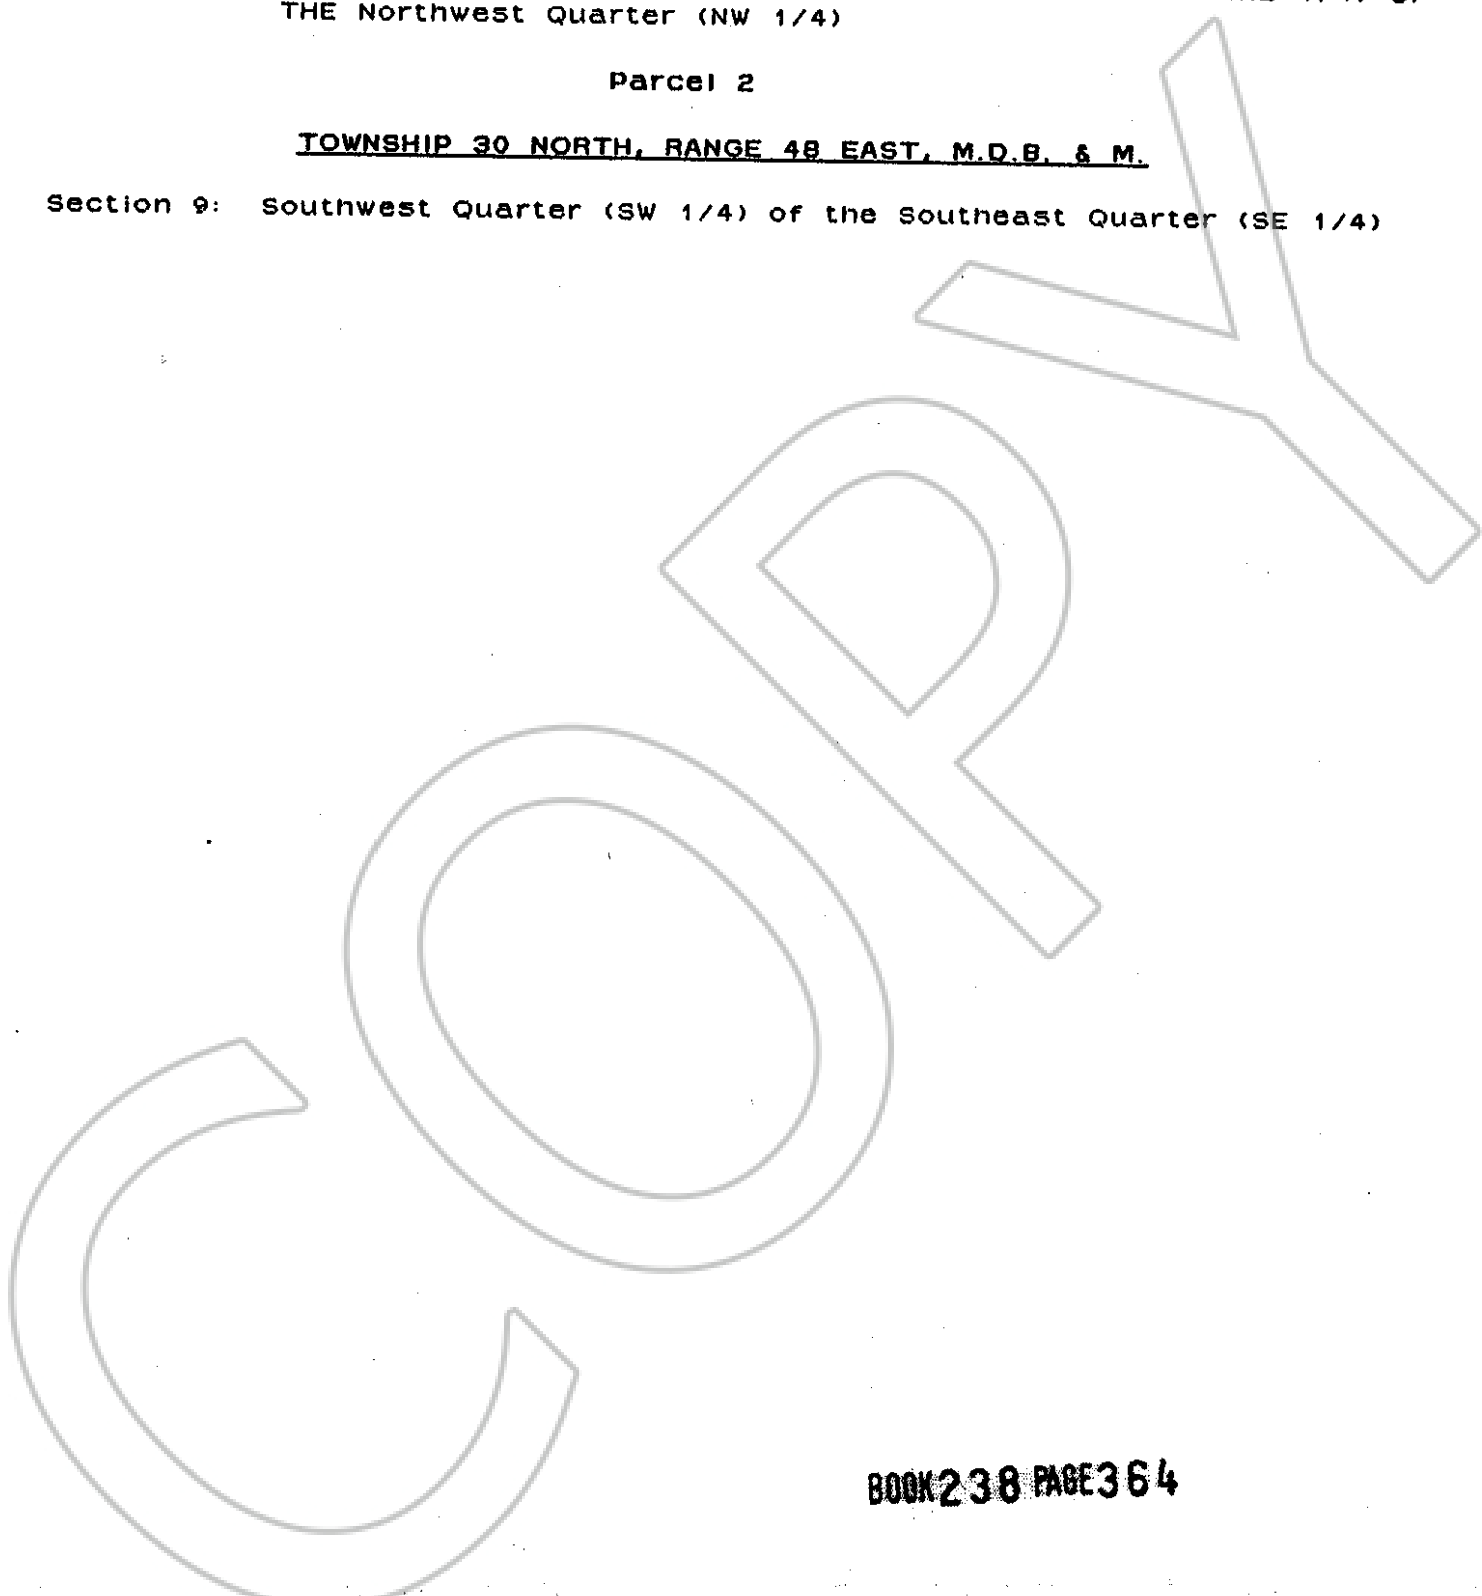 THE Northwest Quarter (NW 1/4)
Parcel 2
TOWNSHIP 30 NORTH, RANGE 48 EAST, M.D.B. & M.
Section 9: Southwest Quarter (SW 1/4) of the Southeast Quarter (SE 1/4)
COPY
BOOK 238 PAGE 364